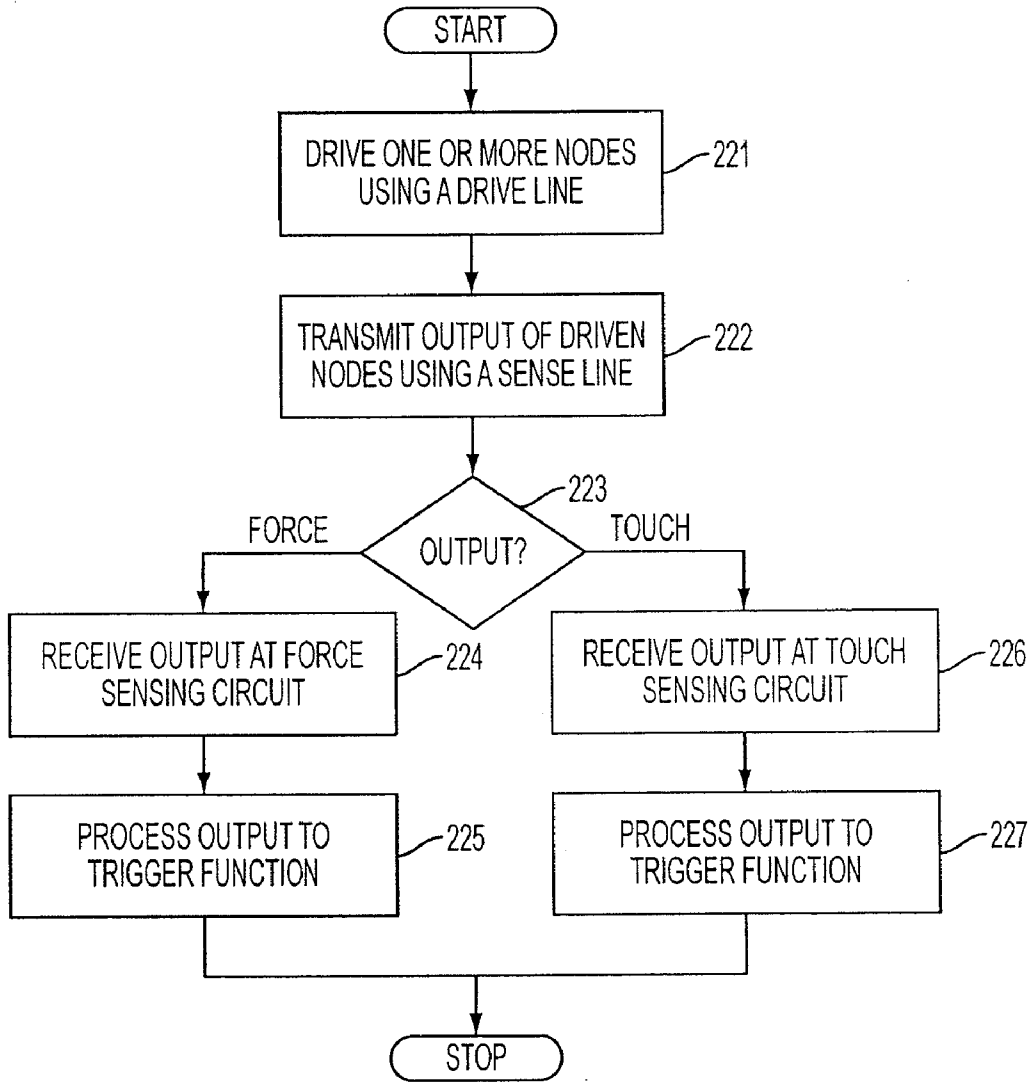 START
DRIVE ONE OR MORE NODES
USING A DRIVE LINE
221
TRANSMIT OUTPUT OF DRIVEN
NODES USING A SENSE LINE
222
223
FORCE
OUTPUT?
TOUCH
RECEIVE OUTPUT AT FORCE
SENSING CIRCUIT
224
RECEIVE OUTPUT AT TOUCH
SENSING CIRCUIT
226
PROCESS OUTPUT TO
TRIGGER FUNCTION
225
PROCESS OUTPUT TO
TRIGGER FUNCTION
227
STOP